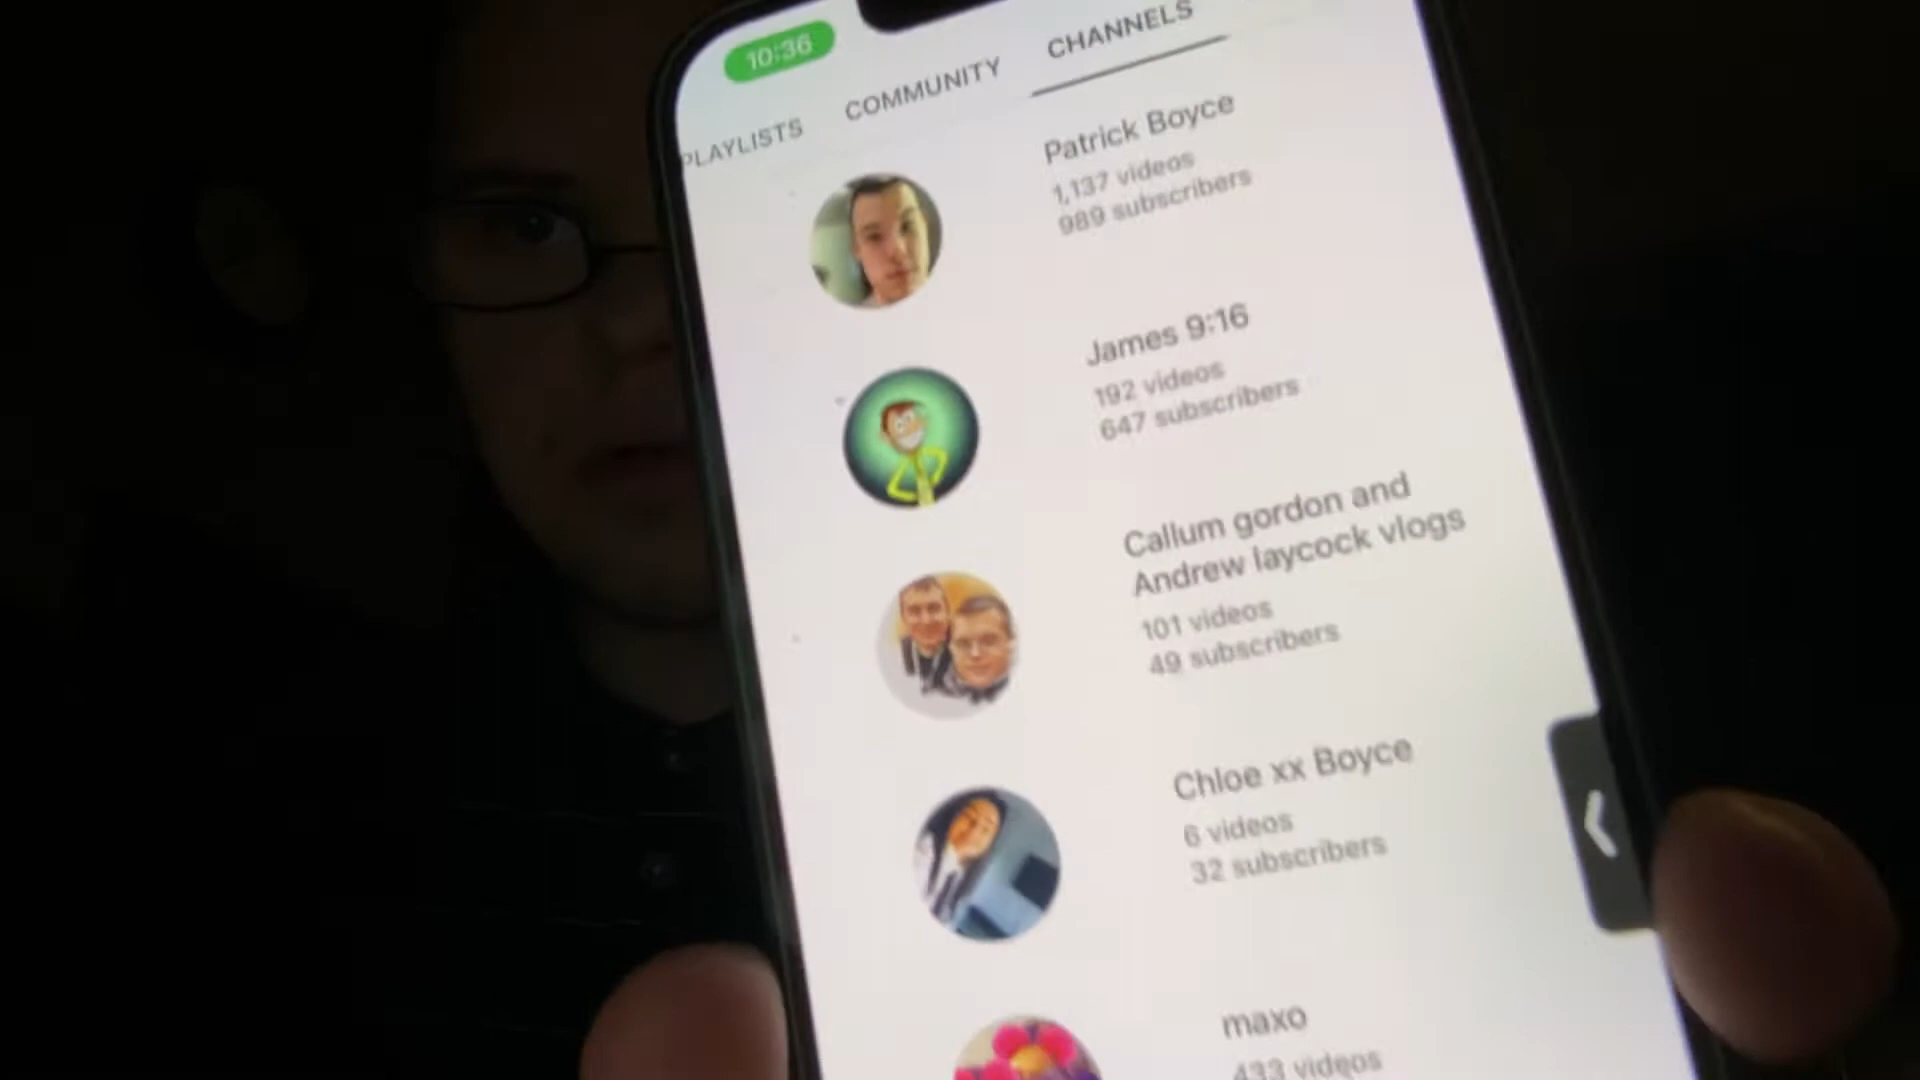 10:36
PLAYLISTS COMMUNITY CHANNELS
Patrick Boyce
1,137 videos
989 subscribers
James 9:16
192 videos
647 subscribers
Callum gordon and
Andrew laycock vlogs
101 videos
49 subscribers
Chloe xx Boyce
6 videos
32 subscribers
maxo
433 videos